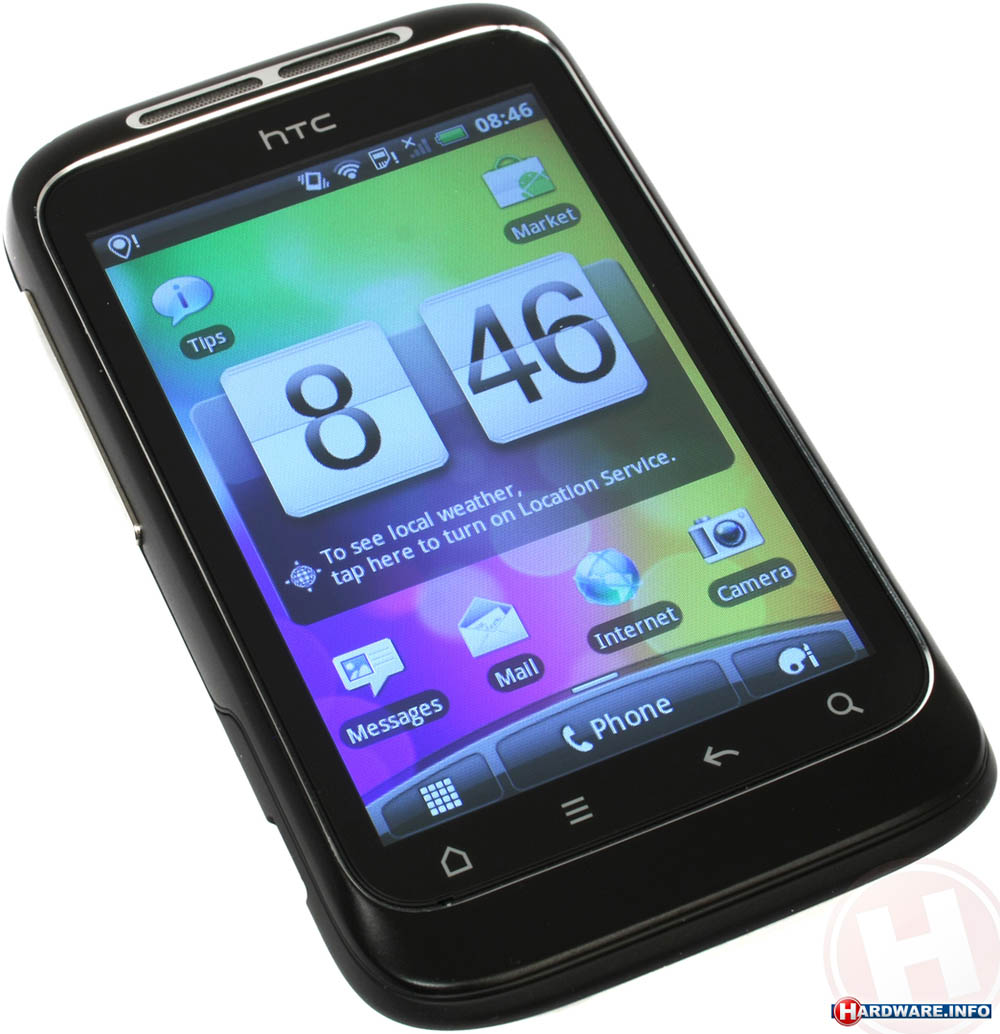 hTC
08:46
!
!
Market
i
Tips
8 46
To see local weather,
tap here to turn on Location Service.
Camera
Internet
Mail
Messages
Phone
H
H HARDWARE.INFO